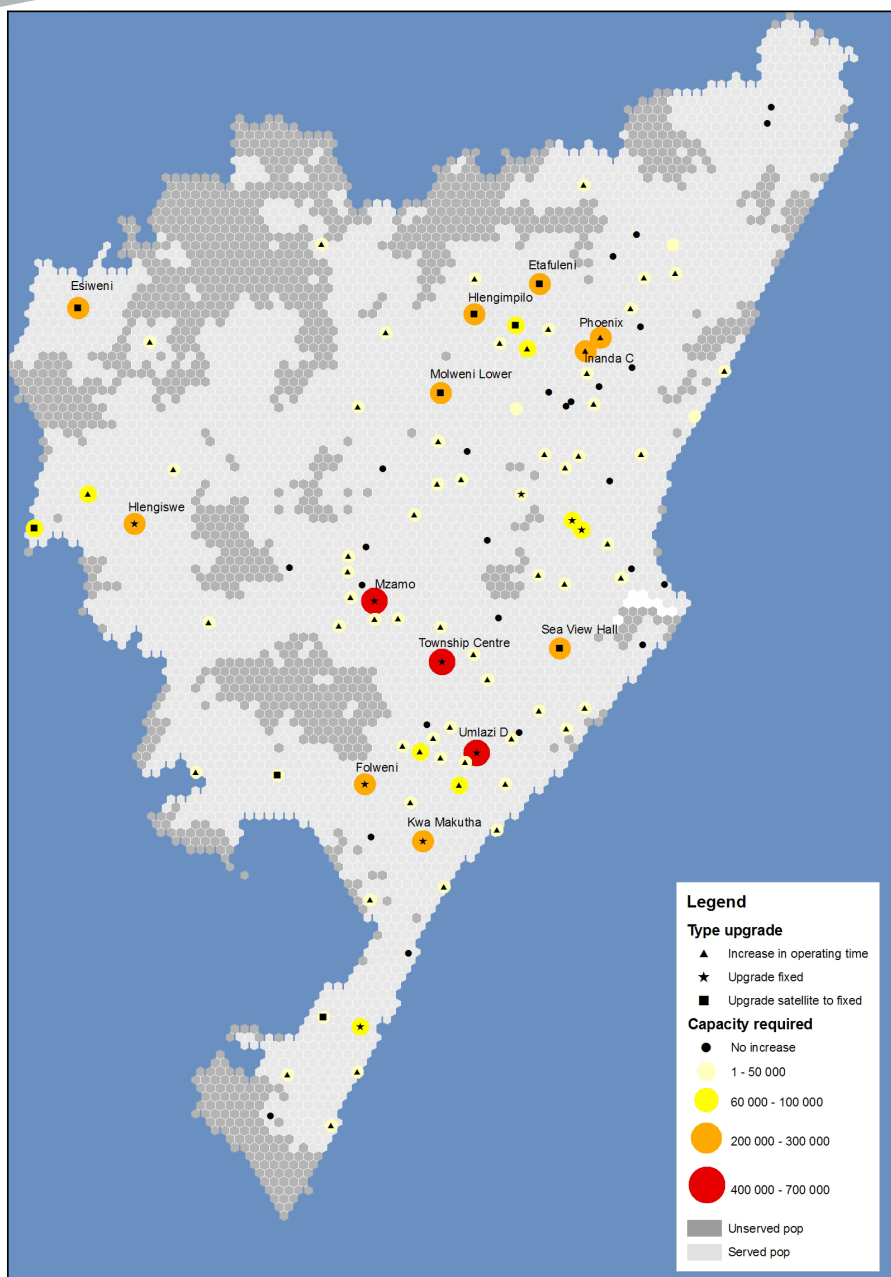 Etafuleni
Esiweni
Hlengimpilo
Phoenix
Inanda C
Molweni Lower
Hlengiswe
Mzamo
Township Centre
Sea View Hall
Umlazi D
Folweni
Kwa Makutha
Legend
Type upgrade
Increase in operating time
Upgrade fixed
Upgrade satellite to fixed
Capacity required
No increase
1 - 50 000
60 000 - 100 000
200 000 - 300 000
400 000 - 700 000
Unserved pop
Served pop